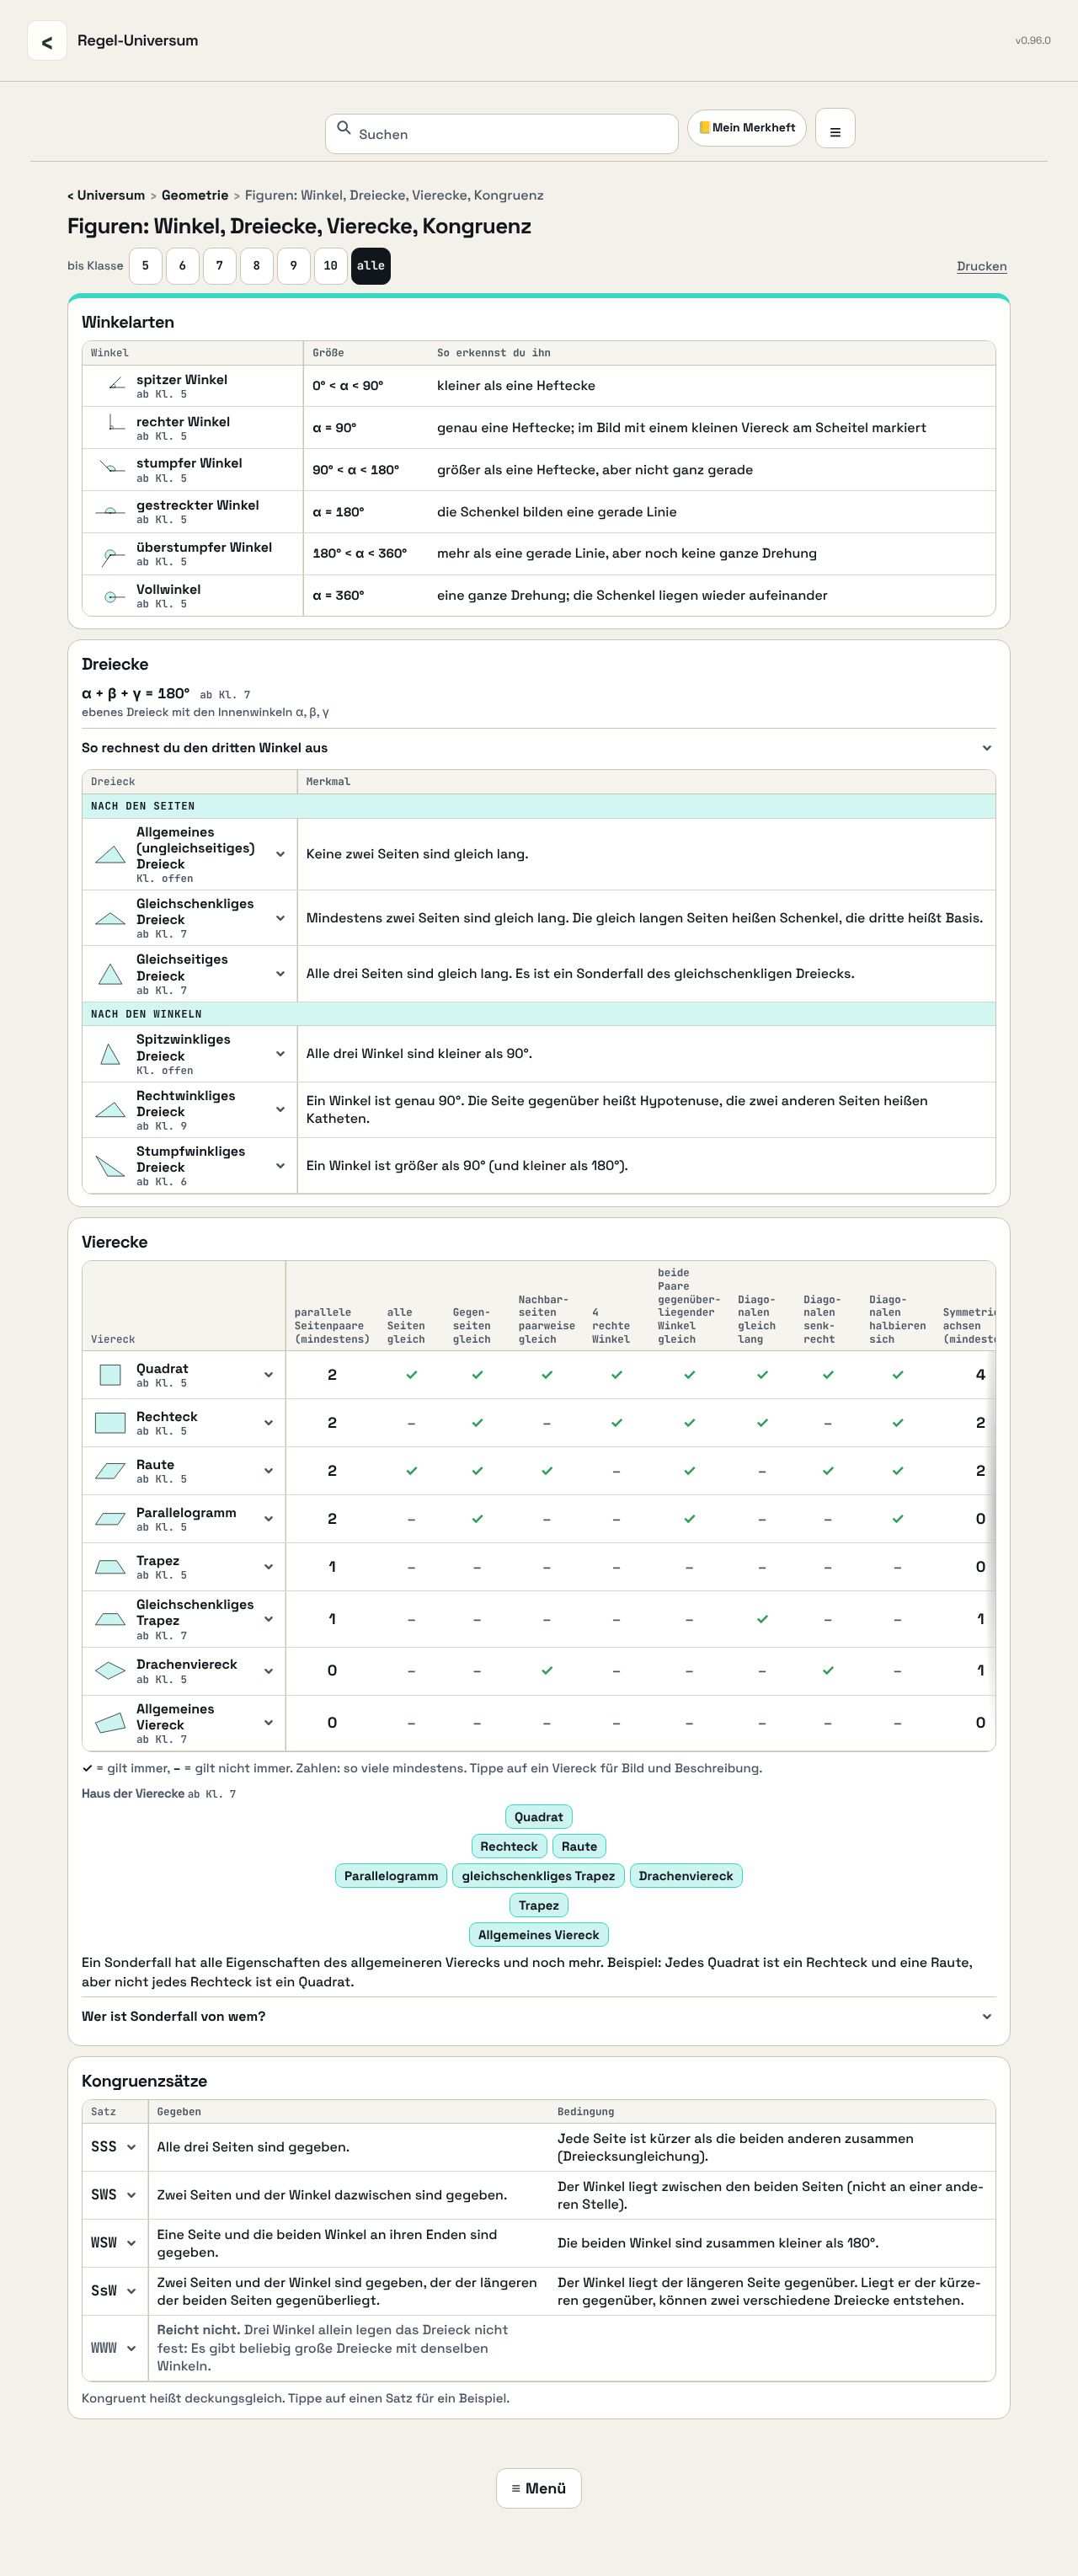 < Regel-Universum
v0.96.0
Suchen
📒Mein Merkheft
≡
< Universum > Geometrie > Figuren: Winkel, Dreiecke, Vierecke, Kongruenz
Figuren: Winkel, Dreiecke, Vierecke, Kongruenz
bis Klasse 5 6 7 8 9 10 alle
Drucken
Winkelarten
Winkel Größe So erkennst du ihn
spitzer Winkel
ab Kl. 5
0° < α < 90°
kleiner als eine Heftecke
rechter Winkel
ab Kl. 5
α = 90°
genau eine Heftecke; im Bild mit einem kleinen Viereck am Scheitel markiert
stumpfer Winkel
ab Kl. 5
90° < α < 180°
größer als eine Heftecke, aber nicht ganz gerade
gestreckter Winkel
ab Kl. 5
α = 180°
die Schenkel bilden eine gerade Linie
überstumpfer Winkel
ab Kl. 5
180° < α < 360°
mehr als eine gerade Linie, aber noch keine ganze Drehung
Vollwinkel
ab Kl. 5
α = 360°
eine ganze Drehung; die Schenkel liegen wieder aufeinander
Dreiecke
α + β + γ = 180° ab Kl. 7
ebenes Dreieck mit den Innenwinkeln α, β, γ
So rechnest du den dritten Winkel aus
Dreieck Merkmal
NACH DEN SEITEN
Allgemeines
(ungleichseitiges)
Dreieck
Kl. offen
Keine zwei Seiten sind gleich lang.
Gleichschenkliges
Dreieck
ab Kl. 7
Mindestens zwei Seiten sind gleich lang. Die gleich langen Seiten heißen Schenkel, die dritte heißt Basis.
Gleichseitiges
Dreieck
ab Kl. 7
Alle drei Seiten sind gleich lang. Es ist ein Sonderfall des gleichschenkligen Dreiecks.
NACH DEN WINKELN
Spitzwinkliges
Dreieck
Kl. offen
Alle drei Winkel sind kleiner als 90°.
Rechtwinkliges
Dreieck
ab Kl. 9
Ein Winkel ist genau 90°. Die Seite gegenüber heißt Hypotenuse, die zwei anderen Seiten heißen
Katheten.
Stumpfwinkliges
Dreieck
ab Kl. 6
Ein Winkel ist größer als 90° (und kleiner als 180°).
Vierecke
Viereck
parallele
Seitenpaare
(mindestens)
alle
Seiten
gleich
Gegen-
seiten
gleich
Nachbar-
seiten
paarweise
gleich
4
rechte
Winkel
beide
Paare
gegenüber-
liegender
Winkel
gleich
Diago-
nalen
gleich
lang
Diago-
nalen
senk-
recht
Diago-
nalen
halbieren
sich
Symmetrie
achsen
(mindeste
Quadrat
ab Kl. 5
2 ✓ ✓ ✓ ✓ ✓ ✓ ✓ ✓ 4
Rechteck
ab Kl. 5
2 – ✓ – ✓ ✓ ✓ – ✓ 2
Raute
ab Kl. 5
2 ✓ ✓ ✓ – ✓ – ✓ ✓ 2
Parallelogramm
ab Kl. 5
2 – ✓ – – ✓ – – ✓ 0
Trapez
ab Kl. 5
1 – – – – – – – – 0
Gleichschenkliges
Trapez
ab Kl. 7
1 – – – – – ✓ – – 1
Drachenviereck
ab Kl. 5
0 – – ✓ – – – ✓ – 1
Allgemeines
Viereck
ab Kl. 7
0 – – – – – – – – 0
✓ = gilt immer, – = gilt nicht immer. Zahlen: so viele mindestens. Tippe auf ein Viereck für Bild und Beschreibung.
Haus der Vierecke ab Kl. 7
Quadrat
Rechteck Raute
Parallelogramm gleichschenkliges Trapez Drachenviereck
Trapez
Allgemeines Viereck
Ein Sonderfall hat alle Eigenschaften des allgemeineren Vierecks und noch mehr. Beispiel: Jedes Quadrat ist ein Rechteck und eine Raute,
aber nicht jedes Rechteck ist ein Quadrat.
Wer ist Sonderfall von wem?
Kongruenzsätze
Satz Gegeben Bedingung
SSS
Alle drei Seiten sind gegeben.
Jede Seite ist kürzer als die beiden anderen zusammen
(Dreiecksungleichung).
SWS
Zwei Seiten und der Winkel dazwischen sind gegeben.
Der Winkel liegt zwischen den beiden Seiten (nicht an einer ande-
ren Stelle).
WSW
Eine Seite und die beiden Winkel an ihren Enden sind
gegeben.
Die beiden Winkel sind zusammen kleiner als 180°.
SsW
Zwei Seiten und der Winkel sind gegeben, der der längeren
der beiden Seiten gegenüberliegt.
Der Winkel liegt der längeren Seite gegenüber. Liegt er der kürze-
ren gegenüber, können zwei verschiedene Dreiecke entstehen.
WWW
Reicht nicht. Drei Winkel allein legen das Dreieck nicht
fest: Es gibt beliebig große Dreiecke mit denselben
Winkeln.
Kongruent heißt deckungsgleich. Tippe auf einen Satz für ein Beispiel.
≡ Menü